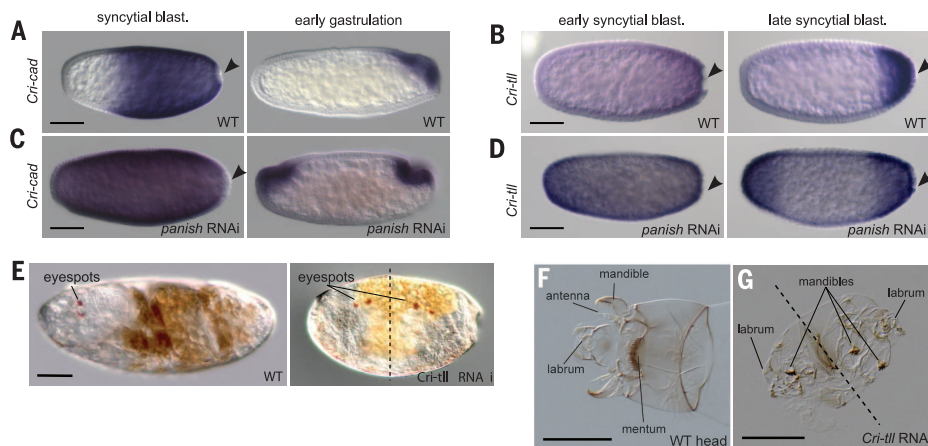 syncytial blast.
early gastrulation
A
Cri-cad
WT
WT
early syncytial blast.
late syncytial blast.
B
Cri-tll
WT
WT
C
Cri-cad
panish RNAi
panish RNAi
D
Cri-tll
panish RNAi
panish RNAi
E
eyespots
WT
eyespots
Cri-tll RNA i
F
mandible
antenna
labrum
mentum
WT head
G
mandibles
labrum
labrum
Cri-tll RNA